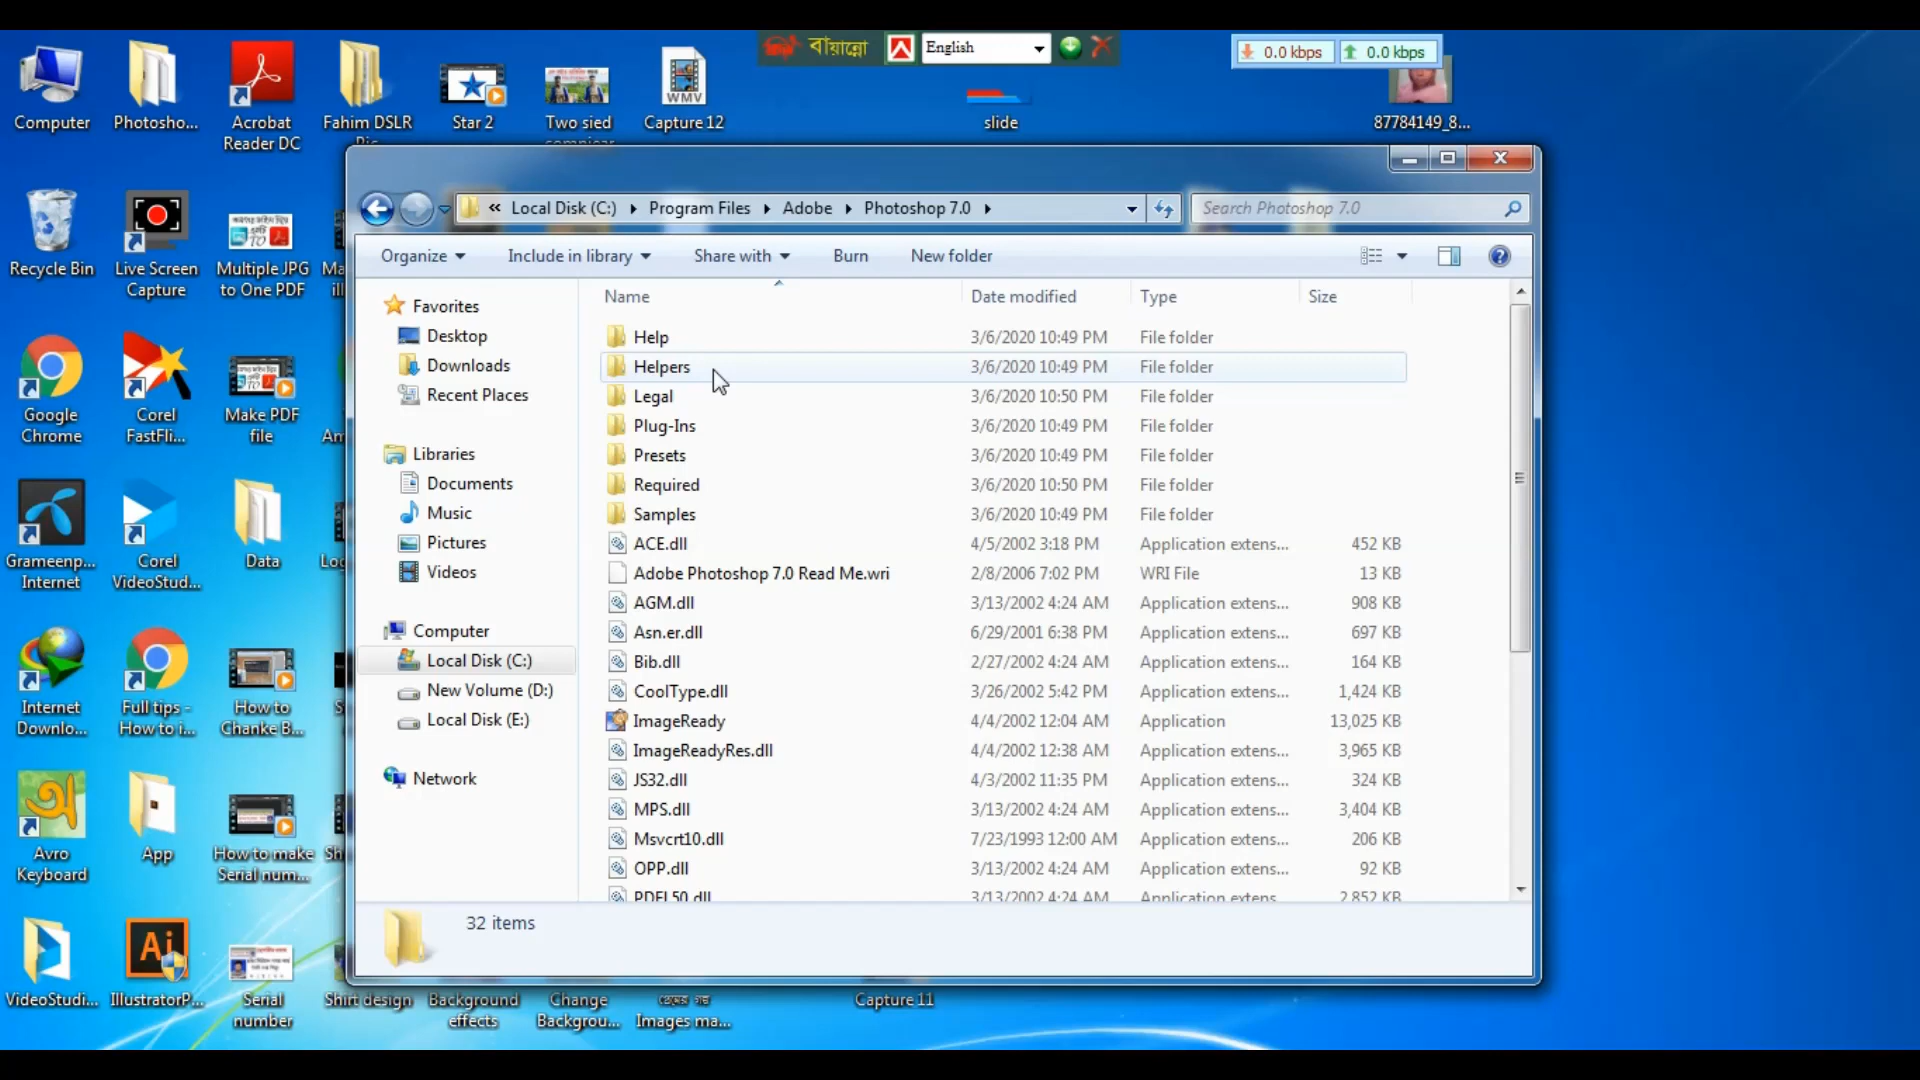 বায়ান্নো
English
0.0 kbps
0.0 kbps
Computer
Photosho...
Acrobat
Reader DC
Fahim DSLR
Pic
Star 2
Two sied
Capture 12
WMV
slide
87784149_8...
Recycle Bin
Live Screen
Capture
Multiple JPG
to One PDF
Google
Chrome
Corel
FastFli...
Make PDF
file
Grameenp...
Internet
Corel
VideoStud...
Data
Internet
Downlo...
Full tips -
How to i...
How to
Chanke B...
Avro
Keyboard
App
How to make
Serial num...
VideoStudi...
IllustratorP...
Serial
number
Shirt design
Background
effects
Change
Backgrou...
Images ma...
Capture 11
« Local Disk (C:) Program Files Adobe Photoshop 7.0
Search Photoshop 7.0
Organize Include in library Share with Burn New folder
Favorites
Desktop
Downloads
Recent Places
Libraries
Documents
Music
Pictures
Videos
Computer
Local Disk (C:)
New Volume (D:)
Local Disk (E:)
Network
Name Date modified Type Size
Help 3/6/2020 10:49 PM File folder
Helpers 3/6/2020 10:49 PM File folder
Legal 3/6/2020 10:50 PM File folder
Plug-Ins 3/6/2020 10:49 PM File folder
Presets 3/6/2020 10:49 PM File folder
Required 3/6/2020 10:50 PM File folder
Samples 3/6/2020 10:49 PM File folder
ACE.dll 4/5/2002 3:18 PM Application extens... 452 KB
Adobe Photoshop 7.0 Read Me.wri 2/8/2006 7:02 PM WRI File 13 KB
AGM.dll 3/13/2002 4:24 AM Application extens... 908 KB
Asn.er.dll 6/29/2001 6:38 PM Application extens... 697 KB
Bib.dll 2/27/2002 4:24 AM Application extens... 164 KB
CoolType.dll 3/26/2002 5:42 PM Application extens... 1,424 KB
ImageReady 4/4/2002 12:04 AM Application 13,025 KB
ImageReadyRes.dll 4/4/2002 12:38 AM Application extens... 3,965 KB
JS32.dll 4/3/2002 11:35 PM Application extens... 324 KB
MPS.dll 3/13/2002 4:24 AM Application extens... 3,404 KB
Msvcrt10.dll 7/23/1993 12:00 AM Application extens... 206 KB
OPP.dll 3/13/2002 4:24 AM Application extens... 92 KB
PDFL50.dll 3/13/2002 4:24 AM Application extens... 2,852 KB
32 items